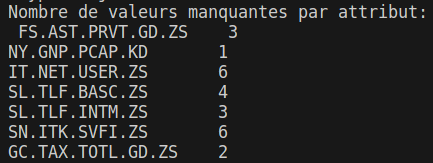 Nombre de valeurs manquantes par attribut:
FS.AST.PRVT.GD.ZS 3
NY.GNP.PCAP.KD 1
IT.NET.USER.ZS 6
SL.TLF.BASC.ZS 4
SL.TLF.INTM.ZS 3
SN.ITK.SVFI.ZS 6
GC.TAX.TOTL.GD.ZS 2